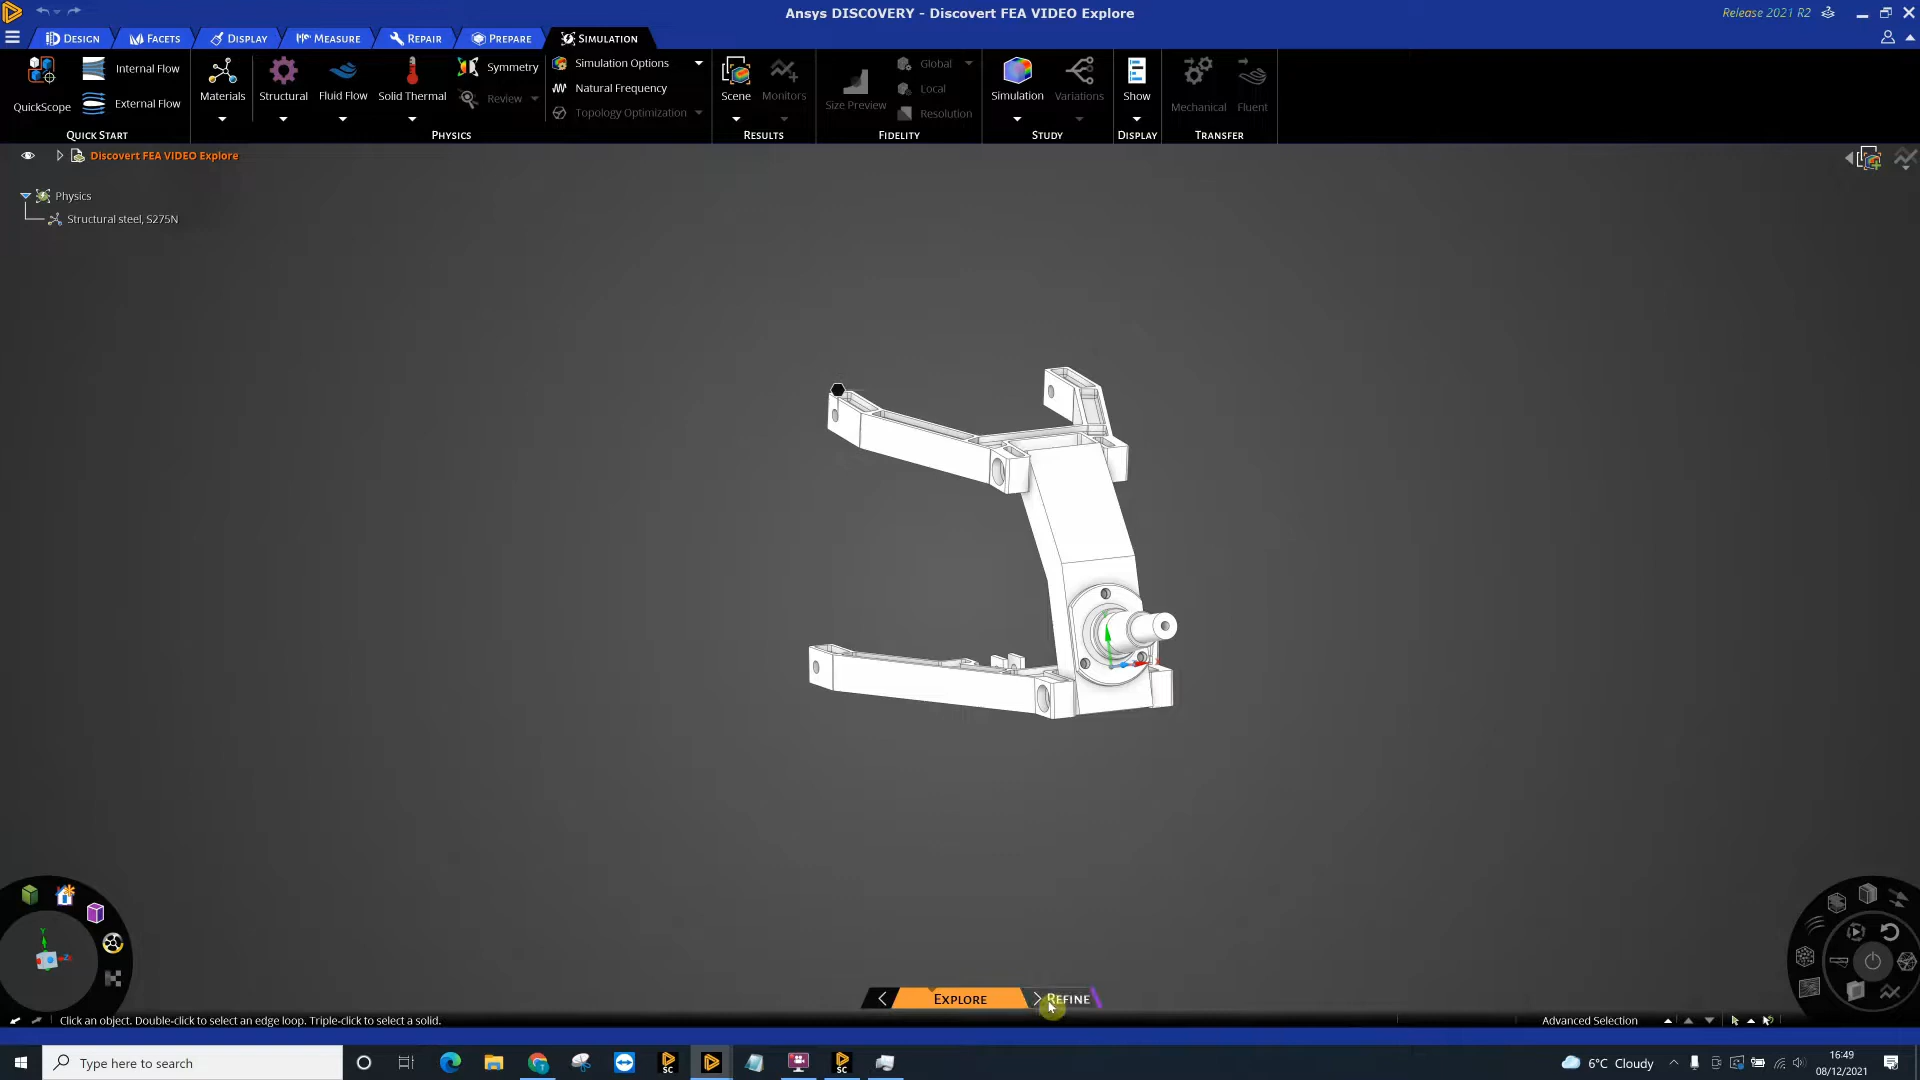 Ansys DISCOVERY - Discovert FEA VIDEO Explore
Release 2021 R2
DESIGN
FACETS
DISPLAY
MEASURE
REPAIR
PREPARE
SIMULATION
QuickScope
Internal Flow
External Flow
QUICK START
Materials
Structural
Fluid Flow
Solid Thermal
Symmetry
Review
PHYSICS
Simulation Options
Natural Frequency
Topology Optimization
Scene
Monitors
RESULTS
Size Preview
Global
Local
Resolution
FIDELITY
Simulation
Variations
STUDY
Show
DISPLAY
Mechanical
Fluent
TRANSFER
Discovert FEA VIDEO Explore
Physics
Structural steel, S275N
Y
EXPLORE
REFINE
Click an object. Double-click to select an edge loop. Triple-click to select a solid.
Advanced Selection
Type here to search
SC
SC
6°C Cloudy
16:49
08/12/2021